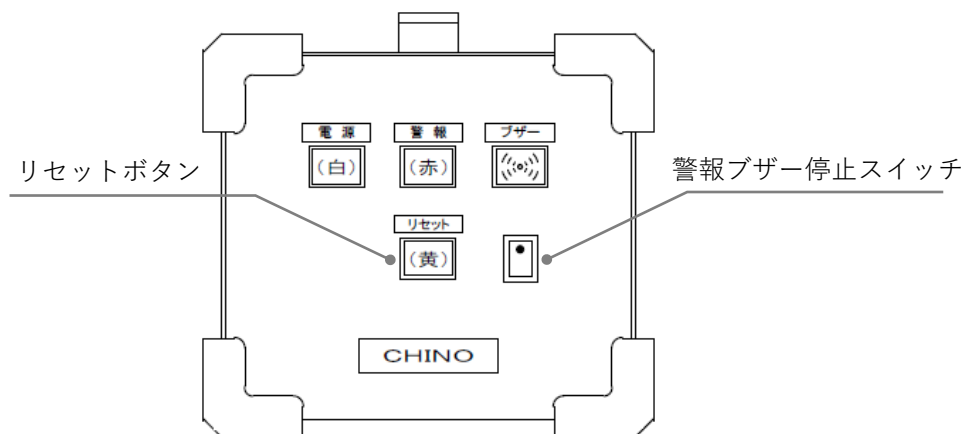 電源 警報 ブザー
(白) (赤)
リセットボタン 警報ブザー停止スイッチ
リセット
(黄)
CHINO